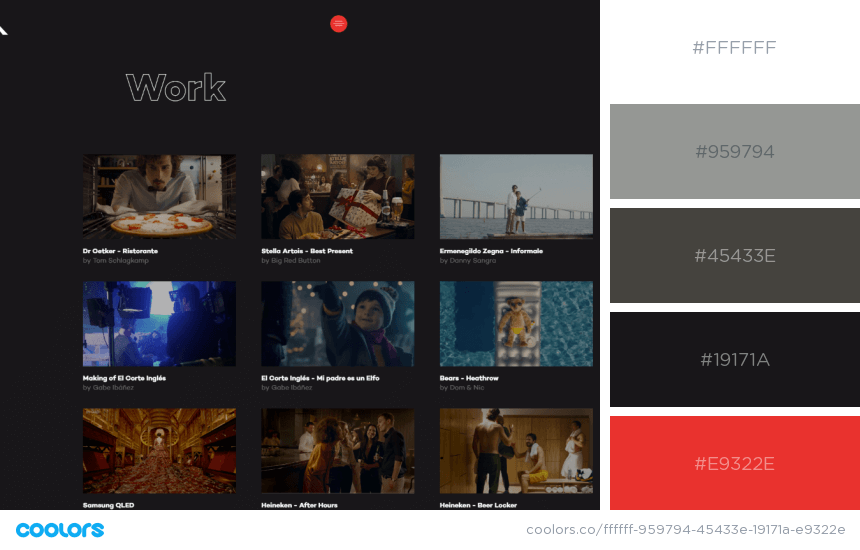 Work
Dr Oetker - Ristorante
by Tom Schlagkamp
Stella Artois - Best Present
by Big Red Button
Ermenegildo Zegna - Informale
by Danny Sangra
Making of El Corte Inglés
by Gabe Ibáñez
El Corte Inglés - Mi padre es un Elfo
by Gabe Ibáñez
Bears - Heathrow
by Dom & Nic
Samsung QLED
Heineken - After Hours
Heineken - Beer Locker
#FFFFFF
#959794
#45433E
#19171A
#E9322E
coolors
coolors.co/ffffff-959794-45433e-19171a-e9322e